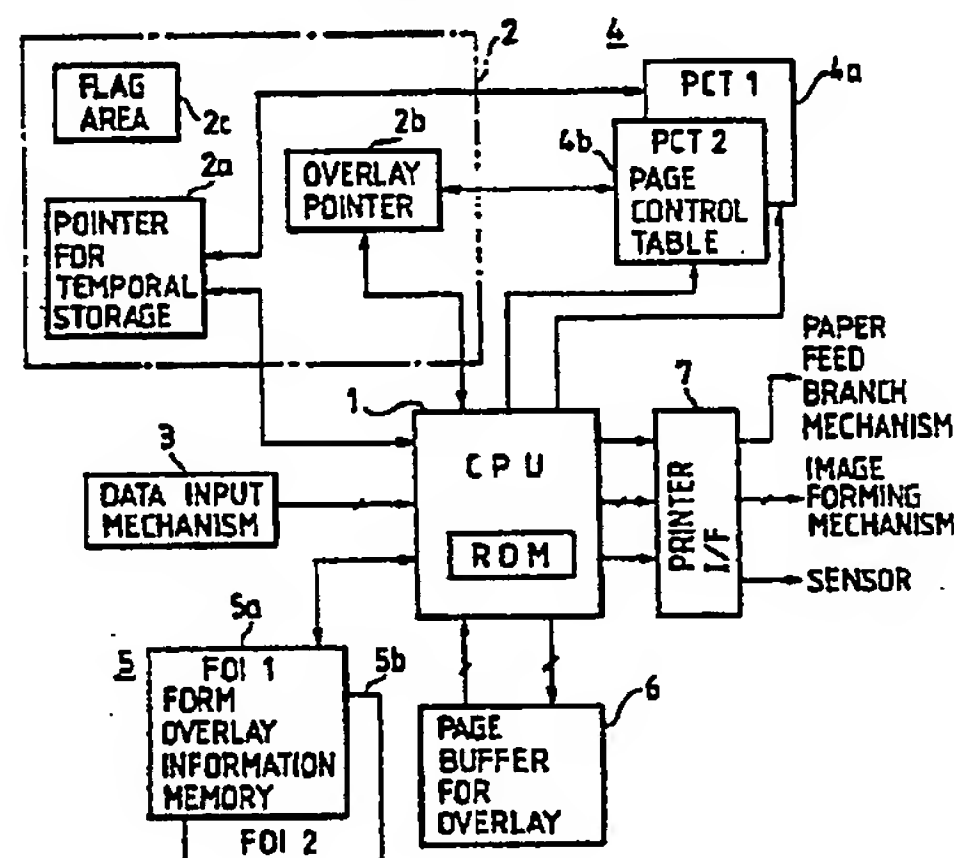 2
4
FLAG
AREA
2c
PCT 1
4a
2a
2b
4b
PCT 2
PAGE
CONTROL
TABLE
OVERLAY
POINTER
POINTER
FOR
TEMPORAL
STORAGE
PAPER
FEED
BRANCH
MECHANISM
1
7
CPU
ROM
3
DATA INPUT
MECHANISM
PRINTER
I/F
IMAGE
FORMING
MECHANISM
SENSOR
5
5a
5b
FOI 1
FORM
OVERLAY
INFORMATION
MEMORY
FOI 2
6
PAGE
BUFFER
FOR
OVERLAY